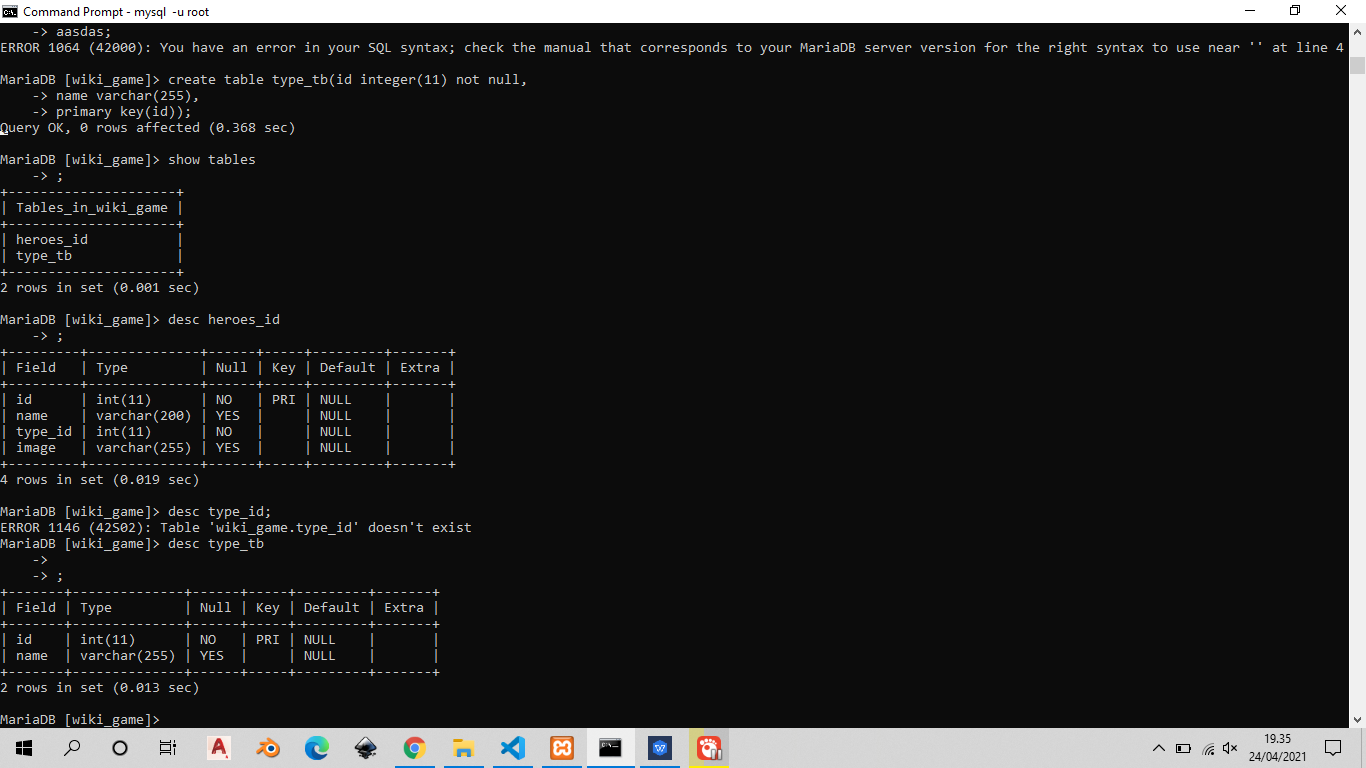 Command Prompt - mysql -u root
-> aasdas;
ERROR 1064 (42000): You have an error in your SQL syntax; check the manual that corresponds to your MariaDB server version for the right syntax to use near '' at line 4
MariaDB [wiki_game]> create table type_tb(id integer(11) not null,
-> name varchar(255),
-> primary key(id));
Query OK, 0 rows affected (0.368 sec)
MariaDB [wiki_game]> show tables
-> ;
+---------------------+
| Tables_in_wiki_game |
+---------------------+
| heroes_id           |
| type_tb             |
+---------------------+
2 rows in set (0.001 sec)
MariaDB [wiki_game]> desc heroes_id
-> ;
+---------+--------------+------+-----+---------+-------+
| Field   | Type         | Null | Key | Default | Extra |
+---------+--------------+------+-----+---------+-------+
| id      | int(11)      | NO   | PRI | NULL    |       |
| name    | varchar(200) | YES  |     | NULL    |       |
| type_id | int(11)      | NO   |     | NULL    |       |
| image   | varchar(255) | YES  |     | NULL    |       |
+---------+--------------+------+-----+---------+-------+
4 rows in set (0.019 sec)
MariaDB [wiki_game]> desc type_id;
ERROR 1146 (42S02): Table 'wiki_game.type_id' doesn't exist
MariaDB [wiki_game]> desc type_tb
->
-> ;
+-------+--------------+------+-----+---------+-------+
| Field | Type         | Null | Key | Default | Extra |
+-------+--------------+------+-----+---------+-------+
| id    | int(11)      | NO   | PRI | NULL    |       |
| name  | varchar(255) | YES  |     | NULL    |       |
+-------+--------------+------+-----+---------+-------+
2 rows in set (0.013 sec)
MariaDB [wiki_game]>
19.35
24/04/2021